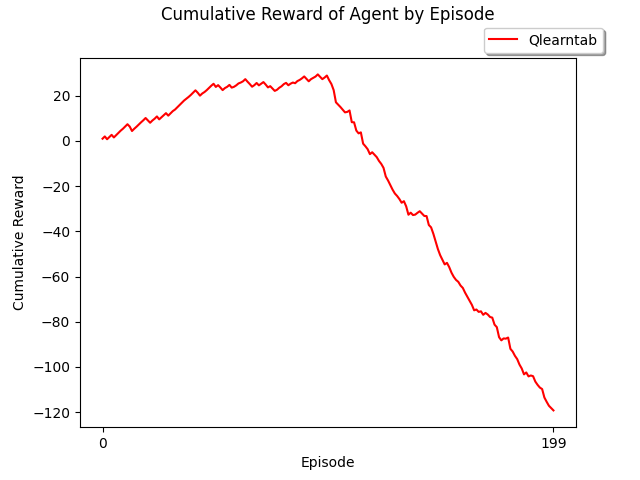 Cumulative Reward of Agent by Episode
Qlearntab
20
0
−20
−40
−60
−80
−100
−120
Cumulative Reward
0
199
Episode